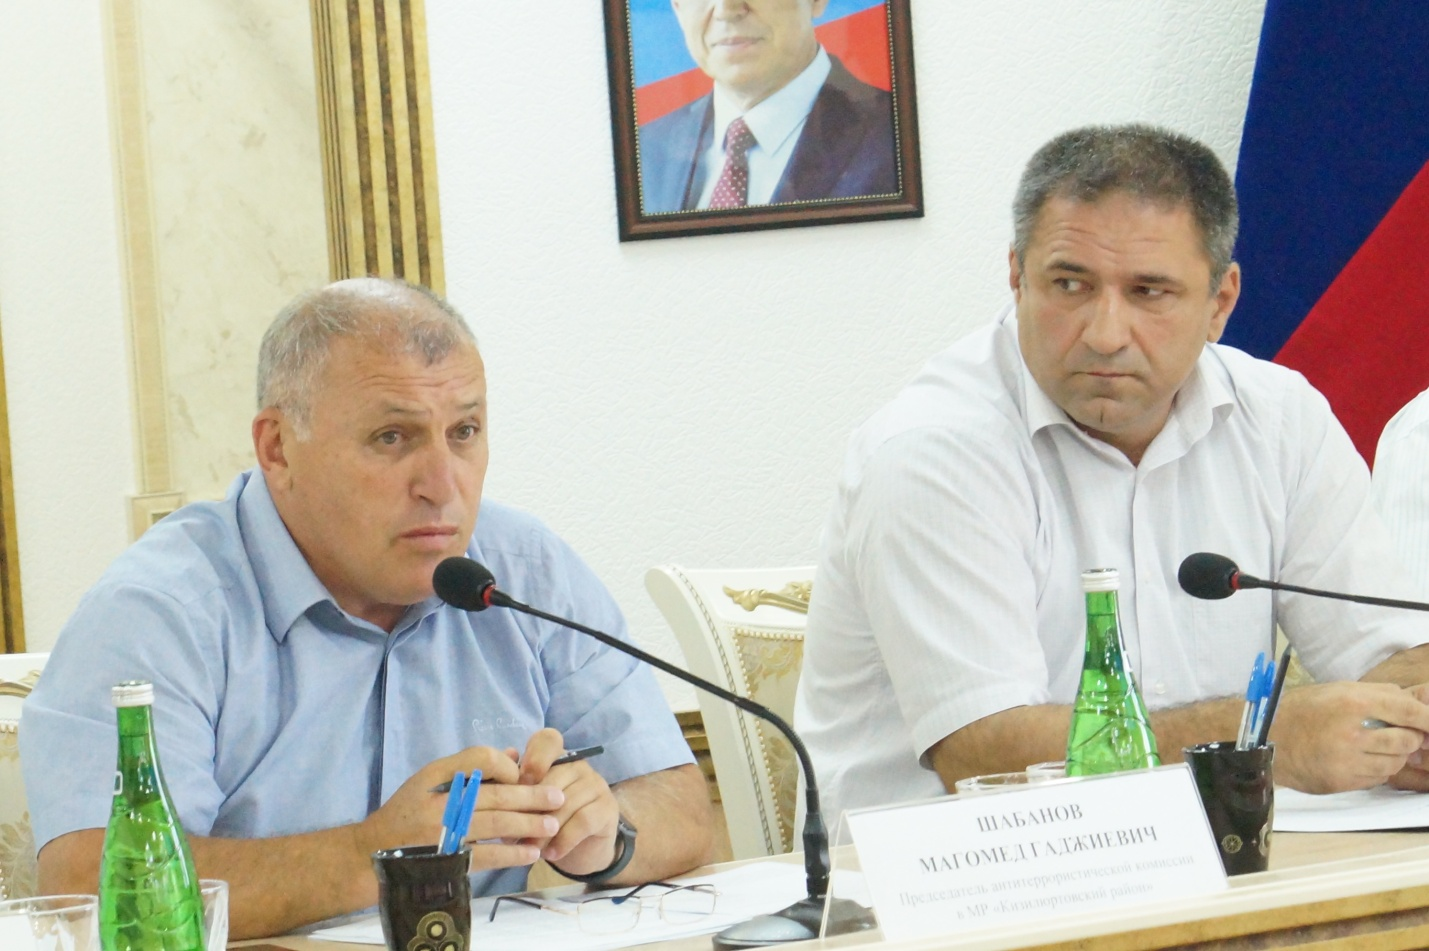 ШАБАНОВ
МАГОМЕД ГАДЖИЕВИЧ
Председатель антитеррористической комиссии
в МР «Кизилюртовский район»